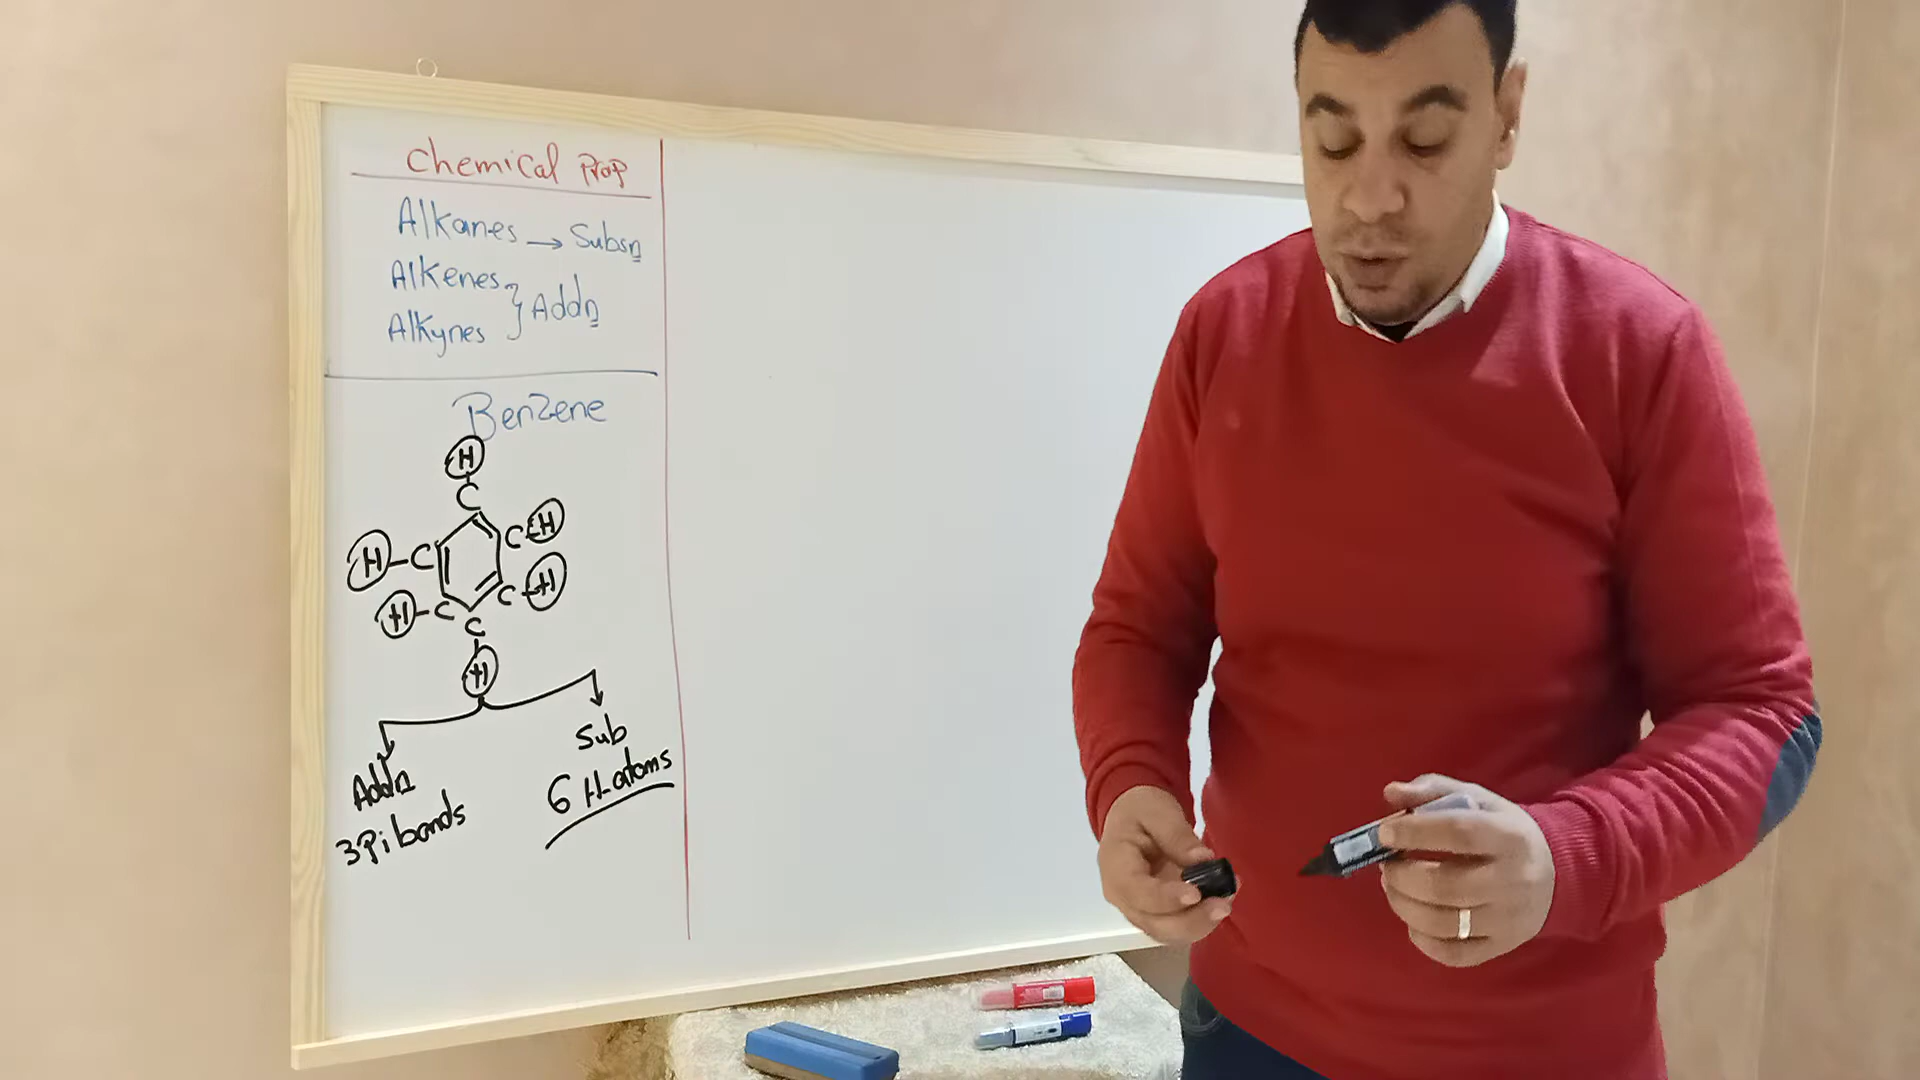 Chemical Prop
Alkanes → Subsn
Alkenes
Alkynes } Addn
Benzene
H
C
C-H
H-C
C-H
H-C
C
H
Addn
3 Pi bonds
Sub
6 H-atoms